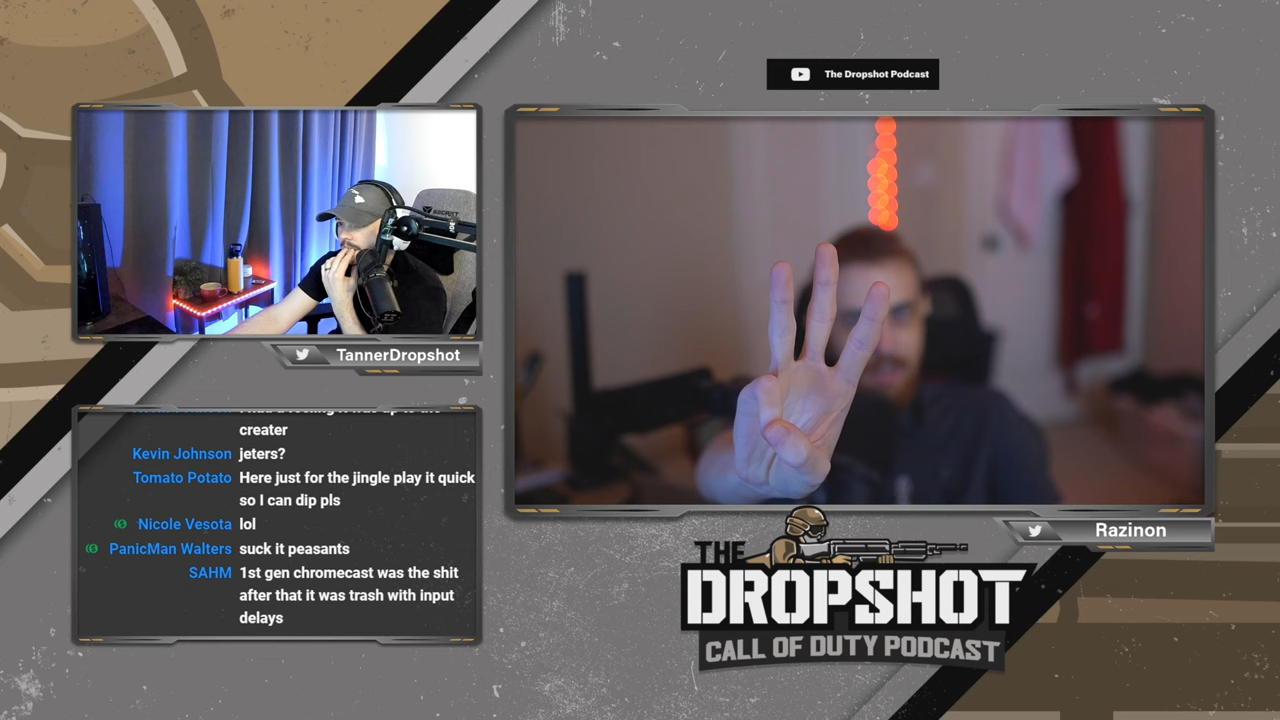 The Dropshot Podcast
TannerDropshot
creater
Kevin Johnson jeters?
Tomato Potato Here just for the jingle play it quick
so I can dip pls
Nicole Vesota lol
PanicMan Walters suck it peasants
SAHM 1st gen chromecast was the shit
after that it was trash with input
delays
Razinon
THE
DROPSHOT
CALL OF DUTY PODCAST